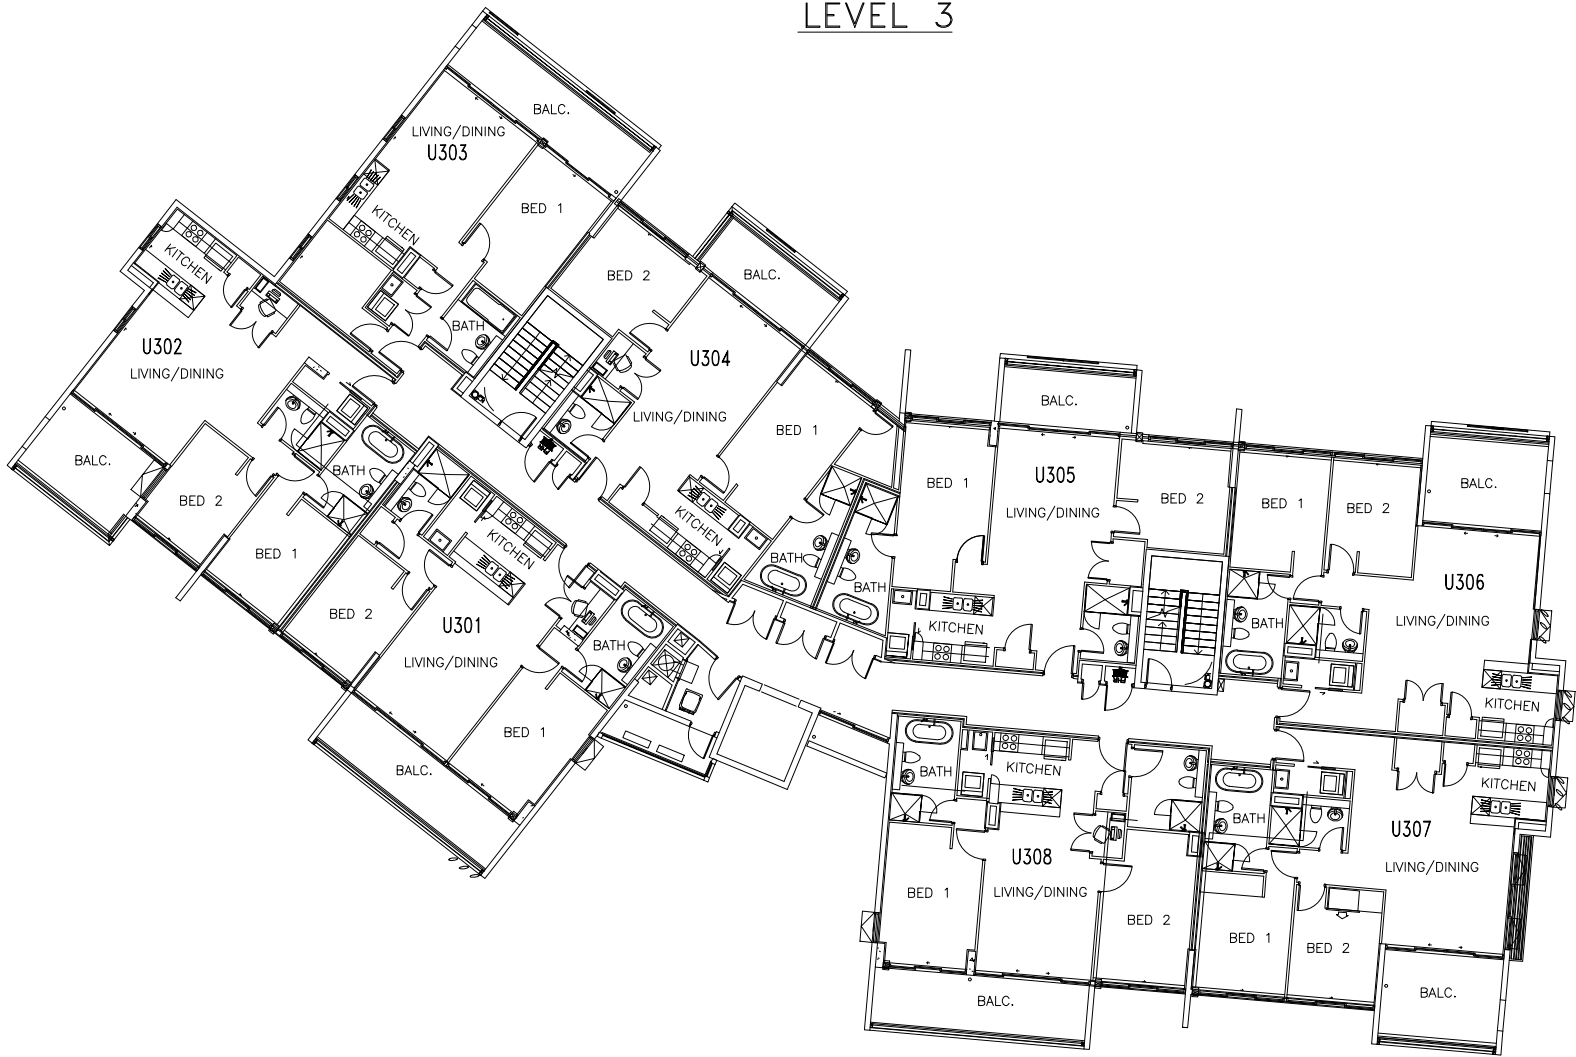 LEVEL 3
BALC.
LIVING/DINING
U303
BED 1
KITCHEN
BATH
KITCHEN
U302
LIVING/DINING
BALC.
BED 2
BED 1
BATH
BED 2
BALC.
U304
LIVING/DINING
BED 1
KITCHEN
BATH
KITCHEN
BED 2
U301
LIVING/DINING
BATH
BED 1
BALC.
BALC.
BED 1
U305
LIVING/DINING
BED 2
BATH
KITCHEN
BALC.
BED 1
BED 2
U306
LIVING/DINING
BATH
KITCHEN
KITCHEN
BATH
U308
LIVING/DINING
BED 1
BED 2
BALC.
KITCHEN
BATH
U307
LIVING/DINING
BED 1
BED 2
BALC.